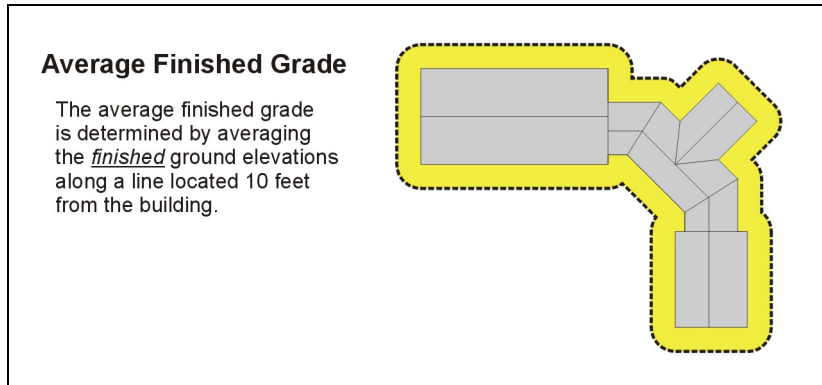 Average Finished Grade
The average finished grade
is determined by averaging
the finished ground elevations
along a line located 10 feet
from the building.